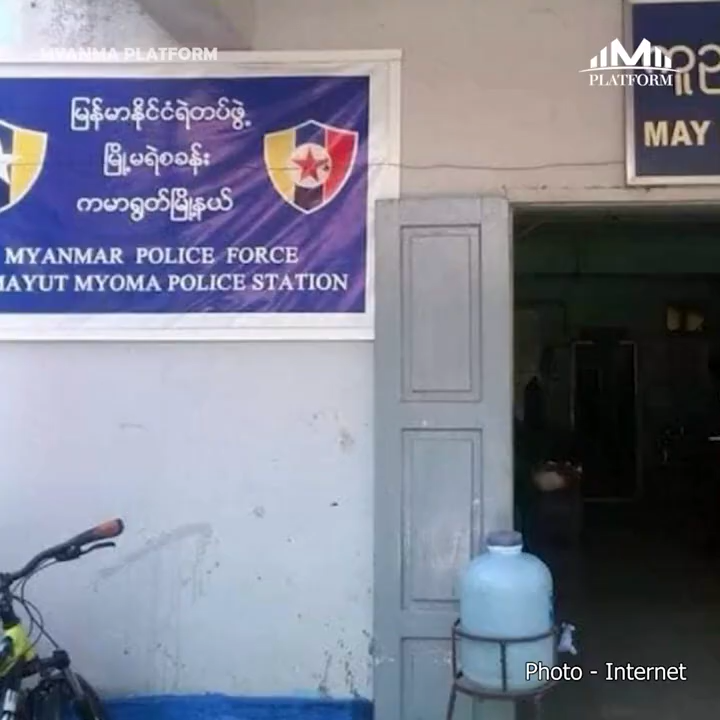 MYANMA PLATFORM
M
PLATFORM
မြန်မာနိုင်ငံရဲတပ်ဖွဲ့
မြို့မရဲစခန်း
ကမာရွတ်မြို့နယ်
MYANMAR POLICE FORCE
MAYUT MYOMA POLICE STATION
MAY
Photo - Internet